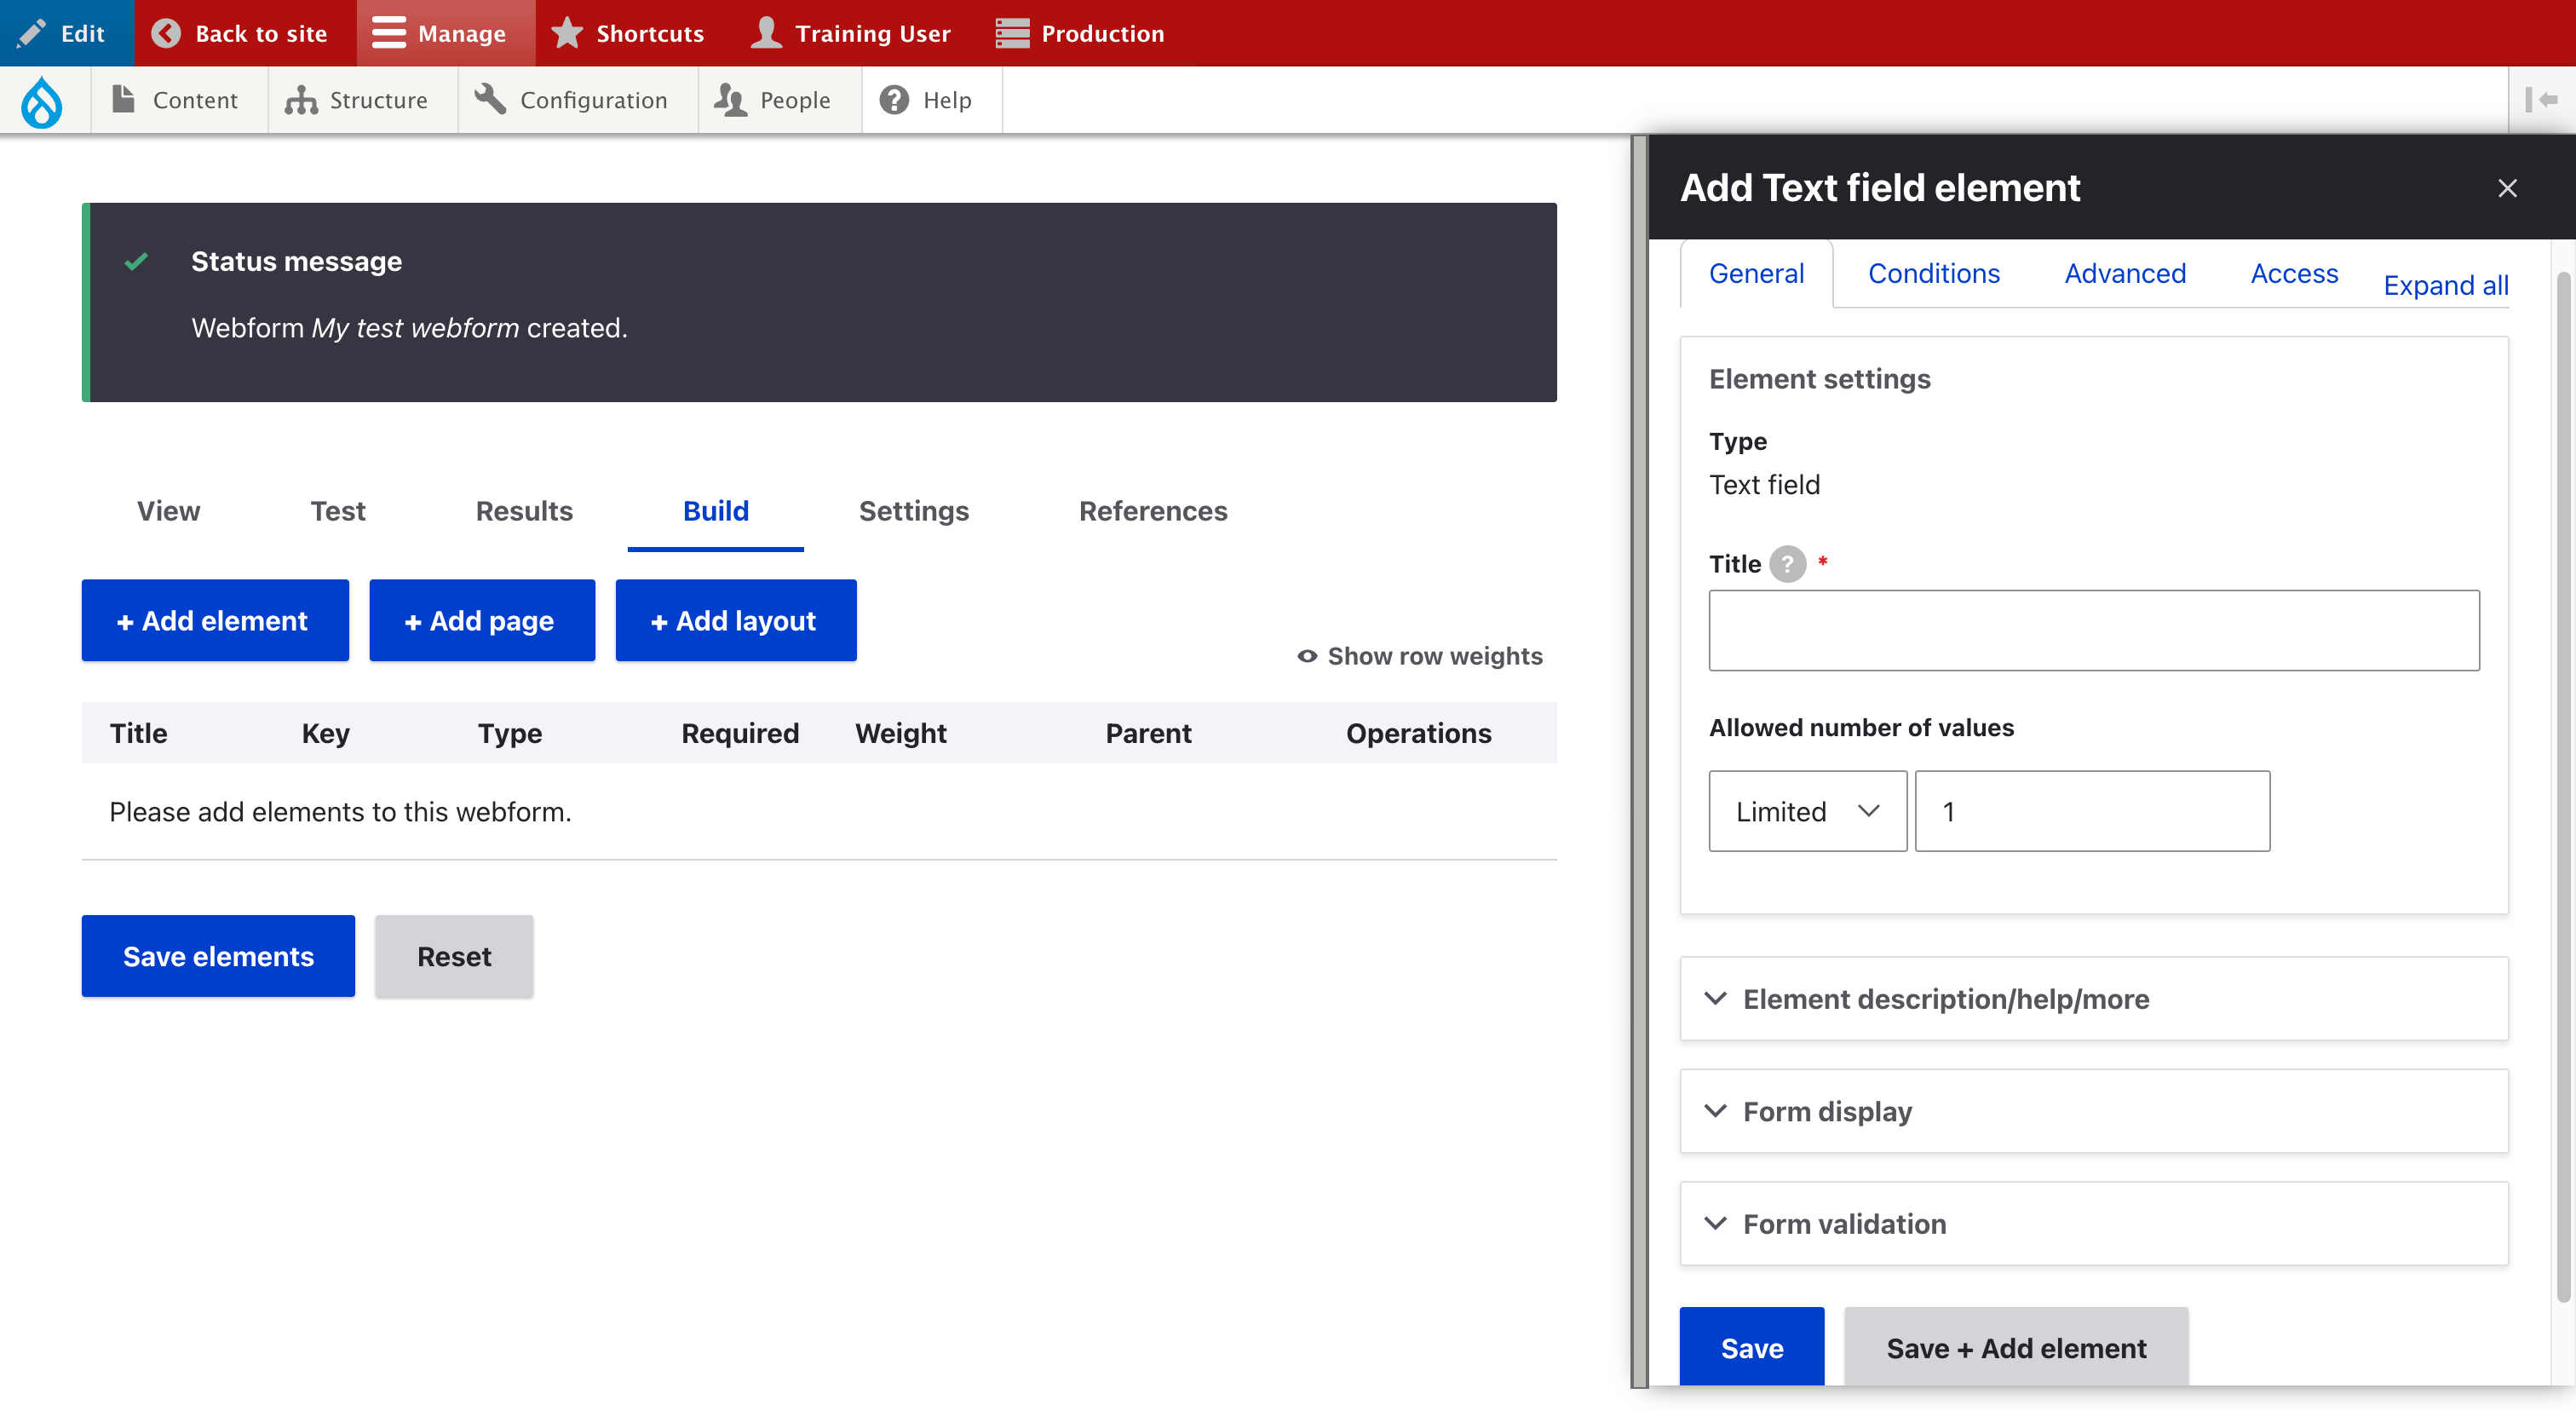 Edit Back to site Manage Shortcuts Training User Production
Content Structure Configuration People Help
Status message
Webform My test webform created.
View Test Results Build Settings References
+ Add element + Add page + Add layout
Show row weights
Title Key Type Required Weight Parent Operations
Please add elements to this webform.
Save elements Reset
Add Text field element
General Conditions Advanced Access Expand all
Element settings
Type
Text field
Title ? *
Allowed number of values
Limited 1
Element description/help/more
Form display
Form validation
Save Save + Add element